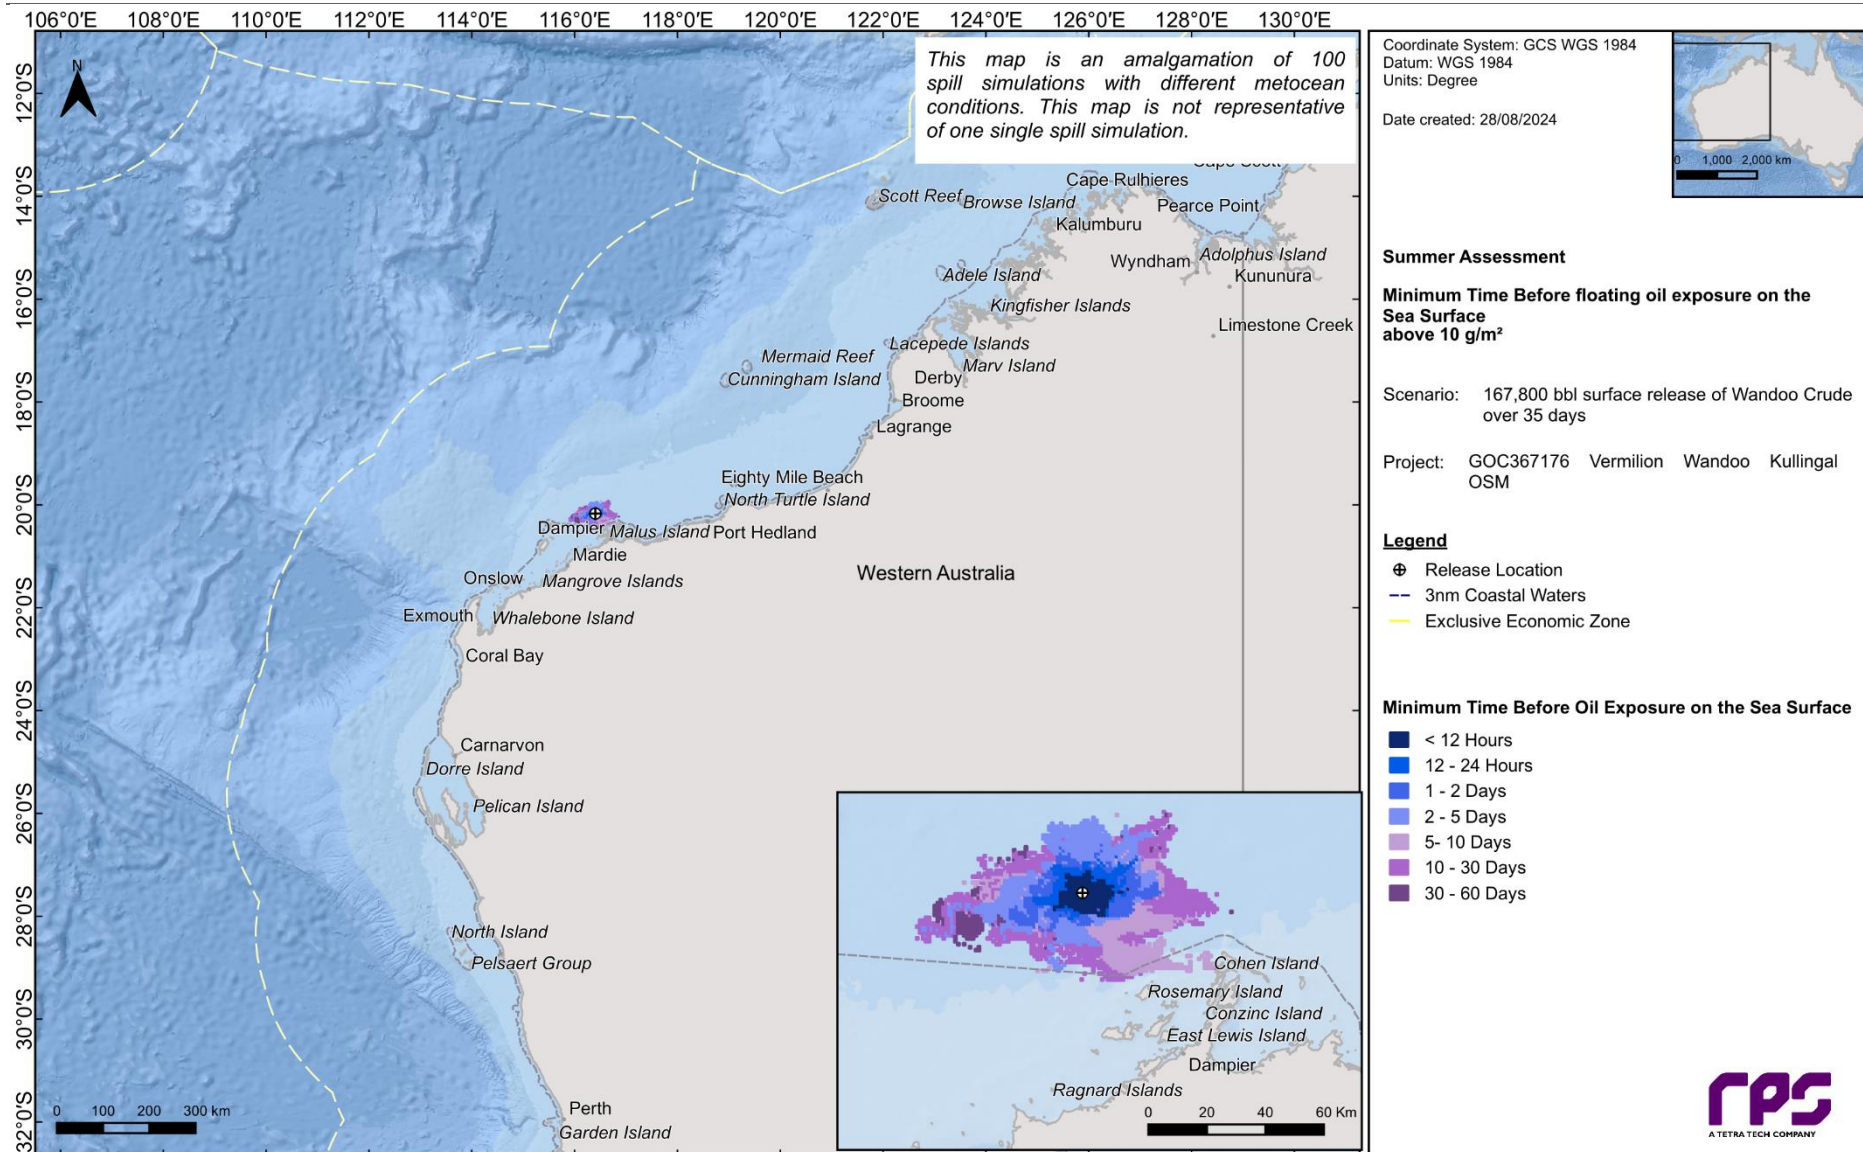 106°0'E 108°0'E 110°0'E 112°0'E 114°0'E 116°0'E 118°0'E 120°0'E 122°0'E 124°0'E 126°0'E 128°0'E 130°0'E
12°0'S
14°0'S
16°0'S
18°0'S
20°0'S
22°0'S
24°0'S
26°0'S
28°0'S
30°0'S
32°0'S
N
This map is an amalgamation of 100
spill simulations with different metocean
conditions. This map is not representative
of one single spill simulation.
Cape Scott
Cape Rulhieres
Scott Reef
Browse Island
Pearce Point
Kalumburu
Adolphus Island
Wyndham
Kununura
Adele Island
Kingfisher Islands
Limestone Creek
Lacepede Islands
Mermaid Reef
Marv Island
Cunningham Island
Derby
Broome
Lagrange
Eighty Mile Beach
North Turtle Island
Dampier
Malus Island
Port Hedland
Mardie
Western Australia
Onslow
Mangrove Islands
Exmouth
Whalebone Island
Coral Bay
Carnarvon
Dorre Island
Pelican Island
North Island
Pelsaert Group
Perth
Garden Island
0 100 200 300 km
Cohen Island
Rosemary Island
Conzinc Island
East Lewis Island
Dampier
Ragnard Islands
0 20 40 60 Km
Coordinate System: GCS WGS 1984
Datum: WGS 1984
Units: Degree
Date created: 28/08/2024
0 1,000 2,000 km
Summer Assessment
Minimum Time Before floating oil exposure on the
Sea Surface
above 10 g/m²
Scenario: 167,800 bbl surface release of Wandoo Crude
over 35 days
Project: GOC367176 Vermilion Wandoo Kullingal
OSM
Legend
Release Location
3nm Coastal Waters
Exclusive Economic Zone
Minimum Time Before Oil Exposure on the Sea Surface
< 12 Hours
12 - 24 Hours
1 - 2 Days
2 - 5 Days
5- 10 Days
10 - 30 Days
30 - 60 Days
rps
A TETRA TECH COMPANY